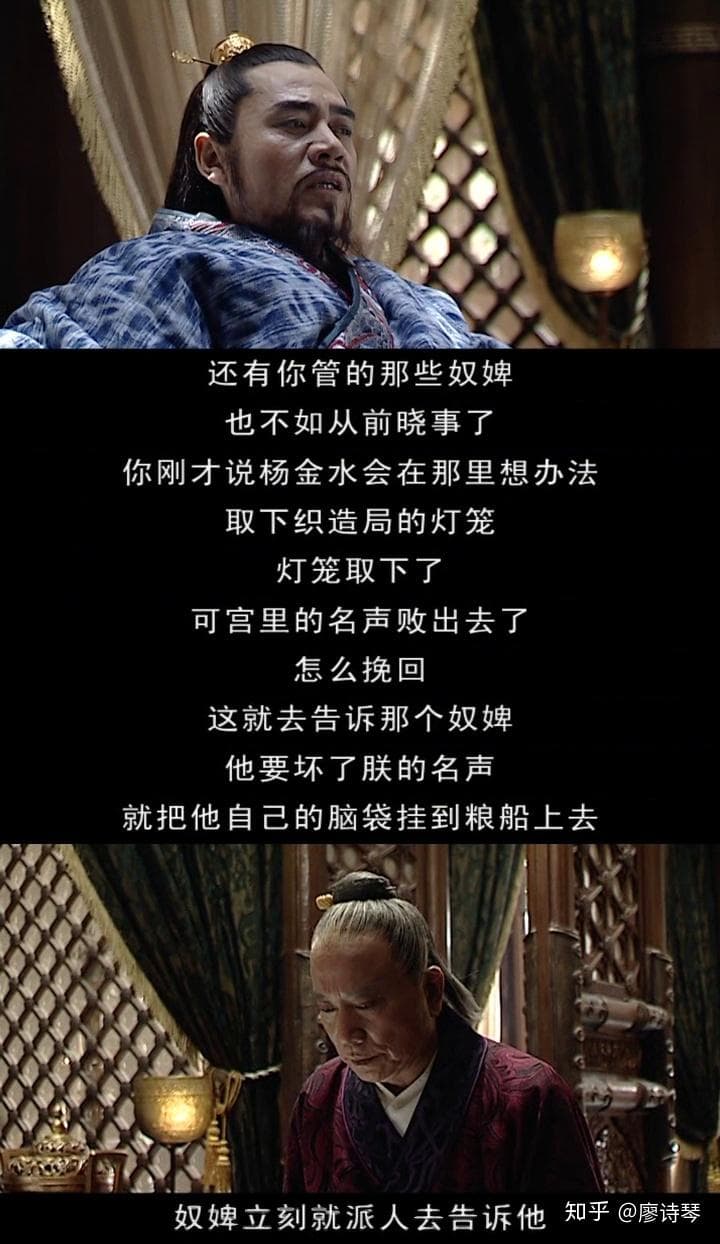 还有你管的那些奴婢
也不如从前晓事了
你刚才说杨金水会在那里想办法
取下织造局的灯笼
灯笼取下了
可宫里的名声败出去了
怎么挽回
这就去告诉那个奴婢
他要坏了朕的名声
就把他自己的脑袋挂到粮船上去
奴婢立刻就派人去告诉他
知乎 @廖诗琴